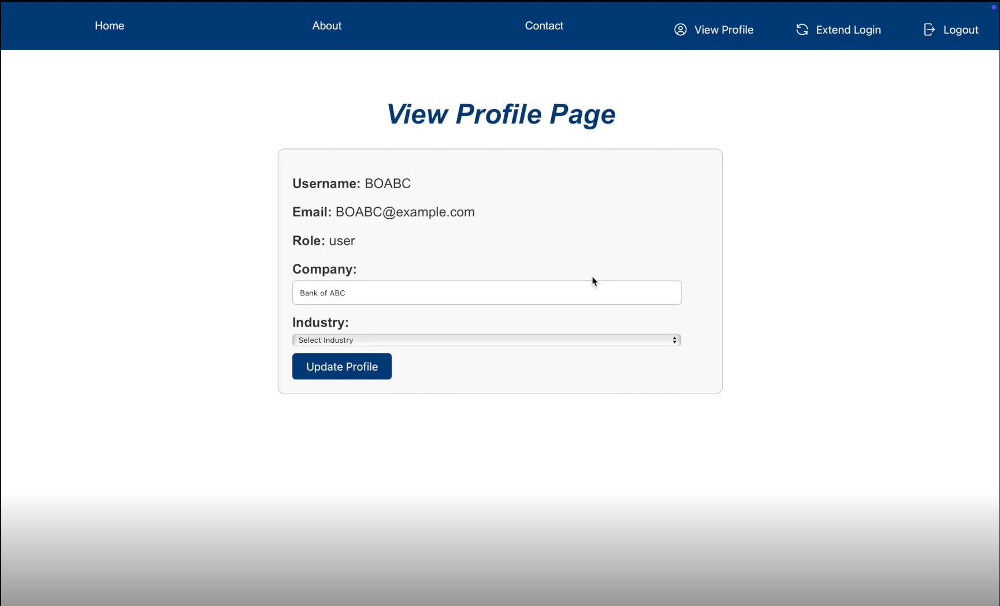 Home About Contact View Profile Extend Login Logout
View Profile Page
Username: BOABC
Email: BOABC@example.com
Role: user
Company:
Bank of ABC
Industry:
Select Industry
Update Profile